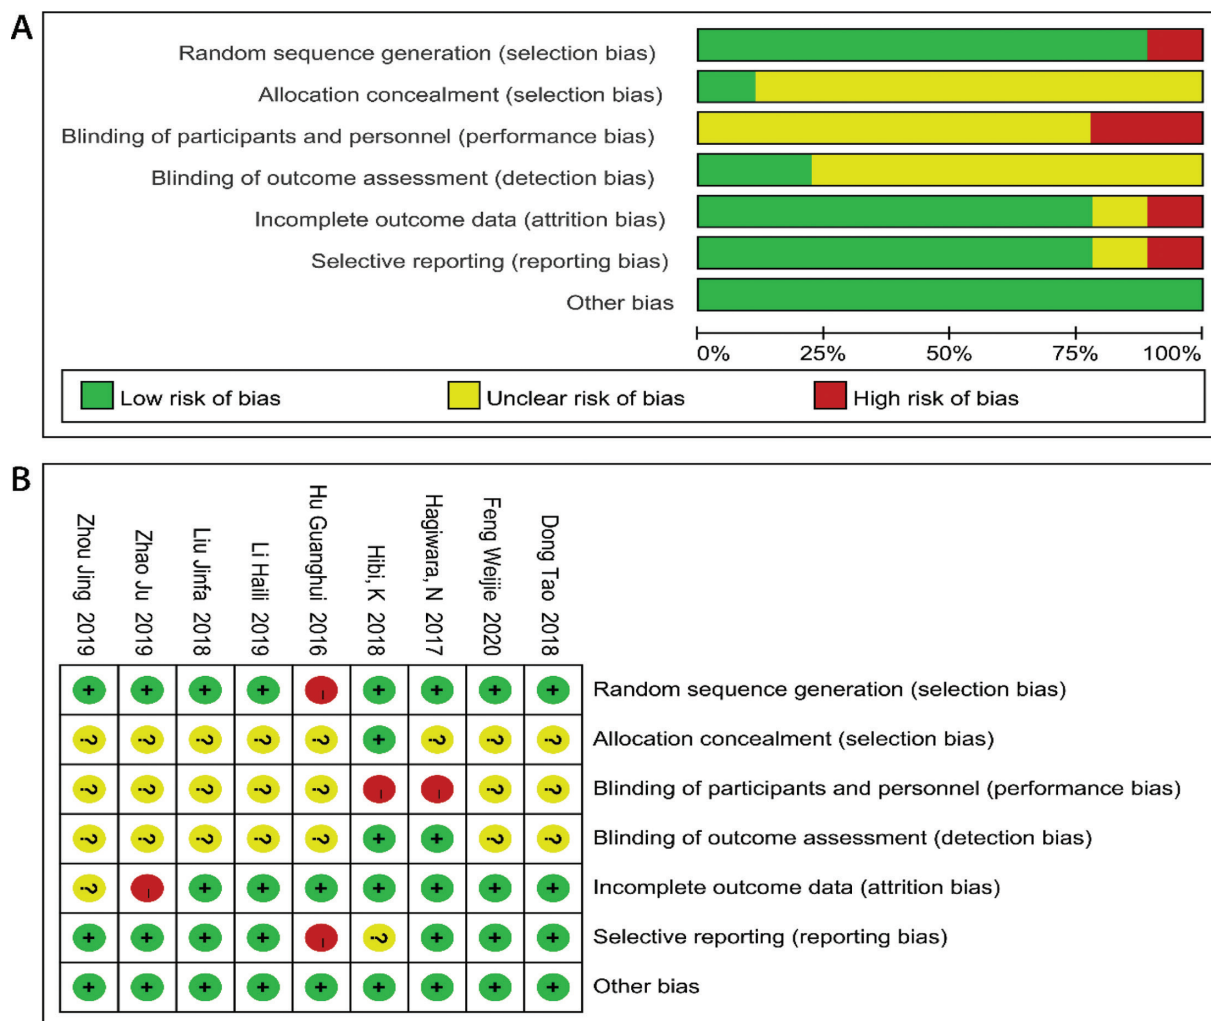 A
Random sequence generation (selection bias)
Allocation concealment (selection bias)
Blinding of participants and personnel (performance bias)
Blinding of outcome assessment (detection bias)
Incomplete outcome data (attrition bias)
Selective reporting (reporting bias)
Other bias
0% 25% 50% 75% 100%
Low risk of bias Unclear risk of bias High risk of bias
B
Zhou Jing 2019
Zhao Ju 2019
Liu Jinfa 2018
Li Haili 2019
Hu Guanghui 2016
Hibi, K 2018
Hagiwara, N 2017
Feng Weijie 2020
Dong Tao 2018
+ + + + – + + + + Random sequence generation (selection bias)
? ? ? ? ? + ? ? ? Allocation concealment (selection bias)
? ? ? ? ? – – ? ? Blinding of participants and personnel (performance bias)
? ? ? ? ? + + ? ? Blinding of outcome assessment (detection bias)
? – + + + + + + + Incomplete outcome data (attrition bias)
+ + + + – ? + + + Selective reporting (reporting bias)
+ + + + + + + + + Other bias